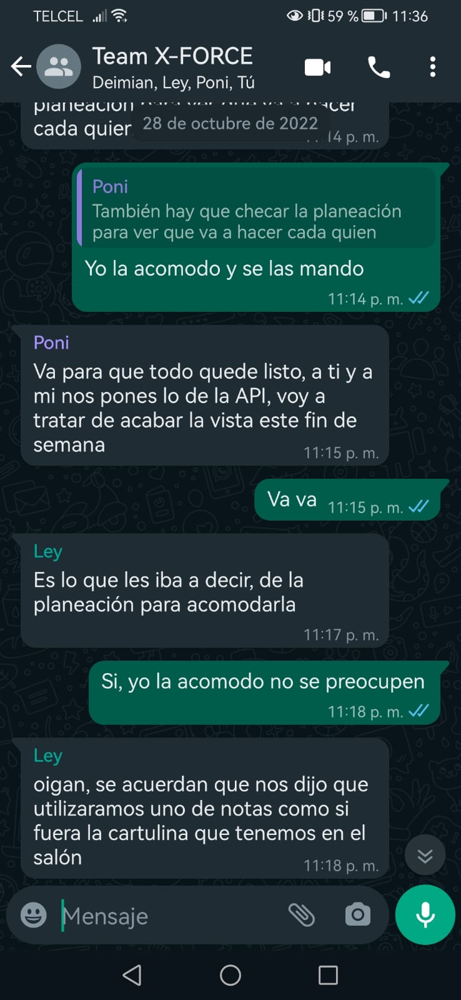 TELCEL 59 % 11:36
Team X-FORCE
Deimian, Ley, Poni, Tú
planeación para ver que va a hacer
cada quien
28 de octubre de 2022
14 p. m.
Poni
También hay que checar la planeación
para ver que va a hacer cada quien
Yo la acomodo y se las mando
11:14 p. m.
Poni
Va para que todo quede listo, a ti y a
mi nos pones lo de la API, voy a
tratar de acabar la vista este fin de
semana
11:15 p. m.
Va va
11:15 p. m.
Ley
Es lo que les iba a decir, de la
planeación para acomodarla
11:17 p. m.
Si, yo la acomodo no se preocupen
11:18 p. m.
Ley
oigan, se acuerdan que nos dijo que
utilizaramos uno de notas como si
fuera la cartulina que tenemos en el
salón
11:18 p. m.
Mensaje